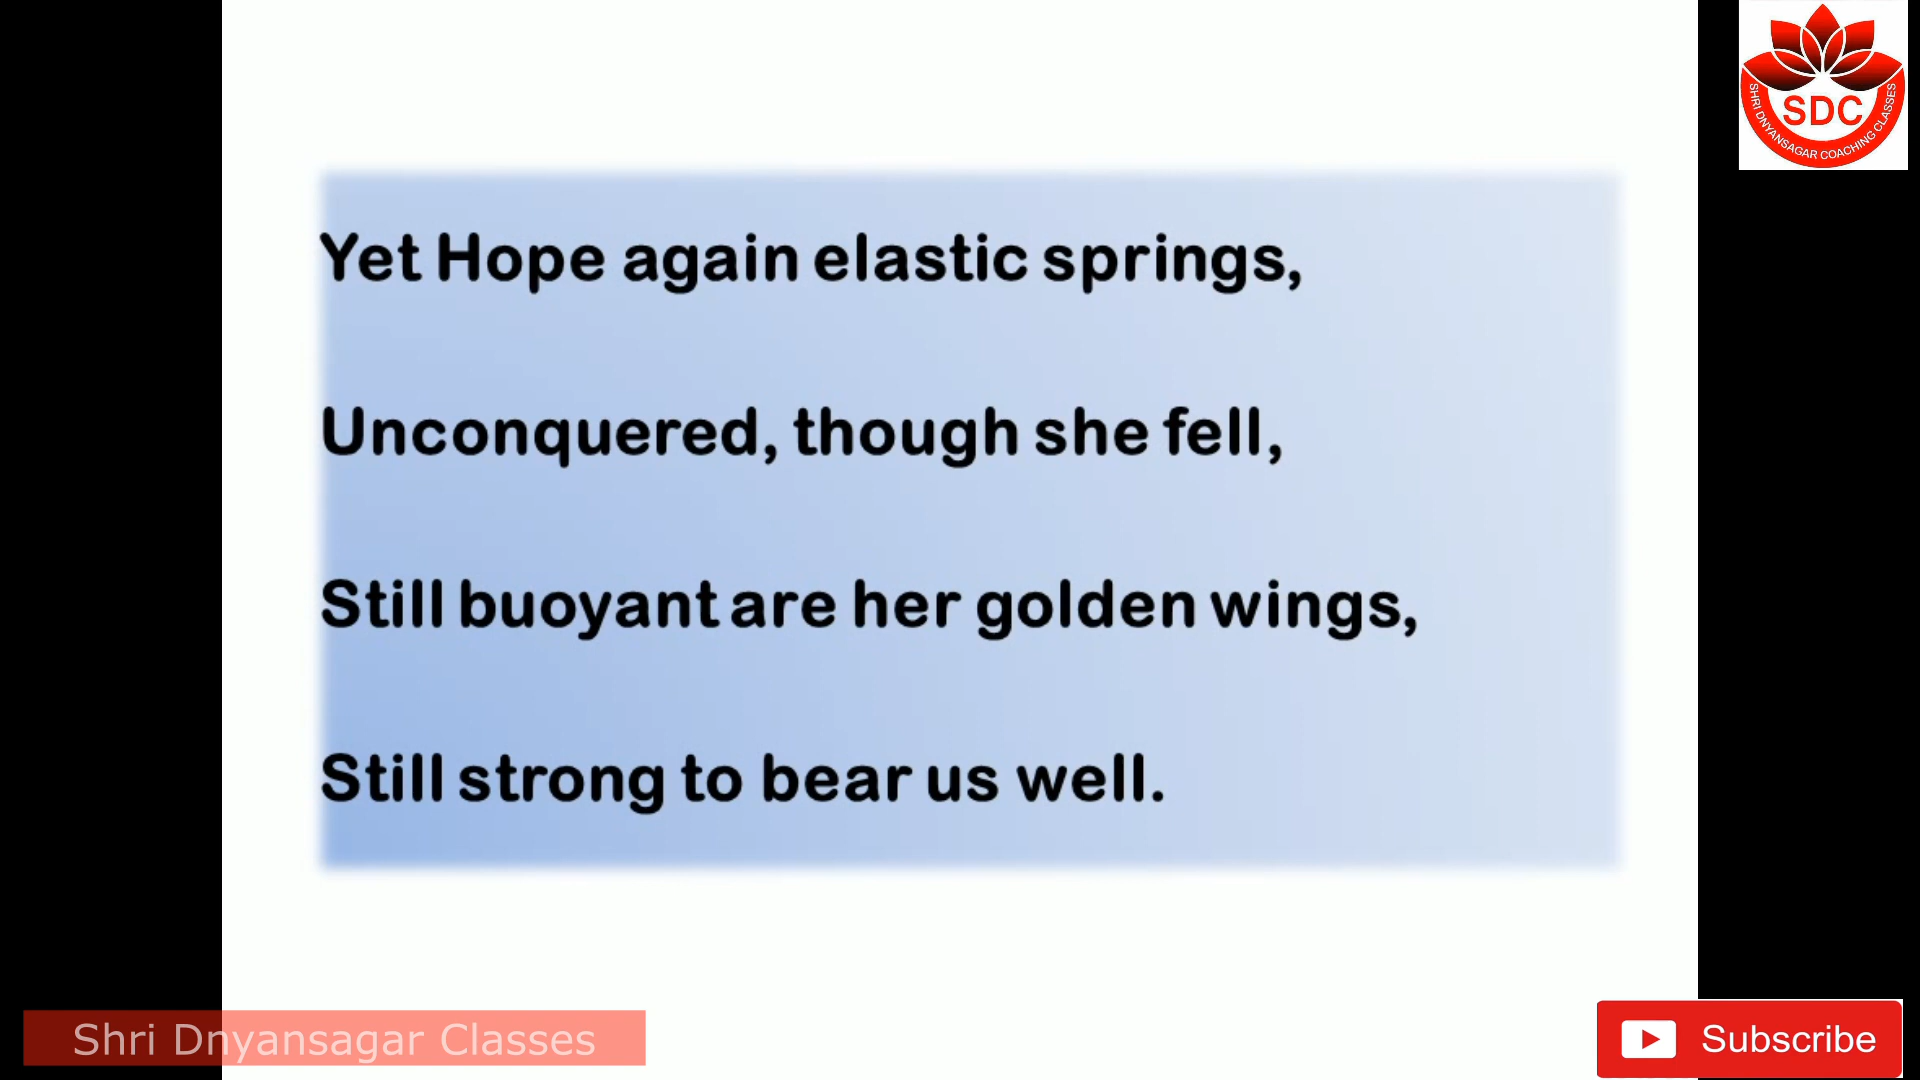 SDC
SHRI DNYANSAGAR COACHING CLASSES
Yet Hope again elastic springs,
Unconquered, though she fell,
Still buoyant are her golden wings,
Still strong to bear us well.
Shri Dnyansagar Classes
Subscribe